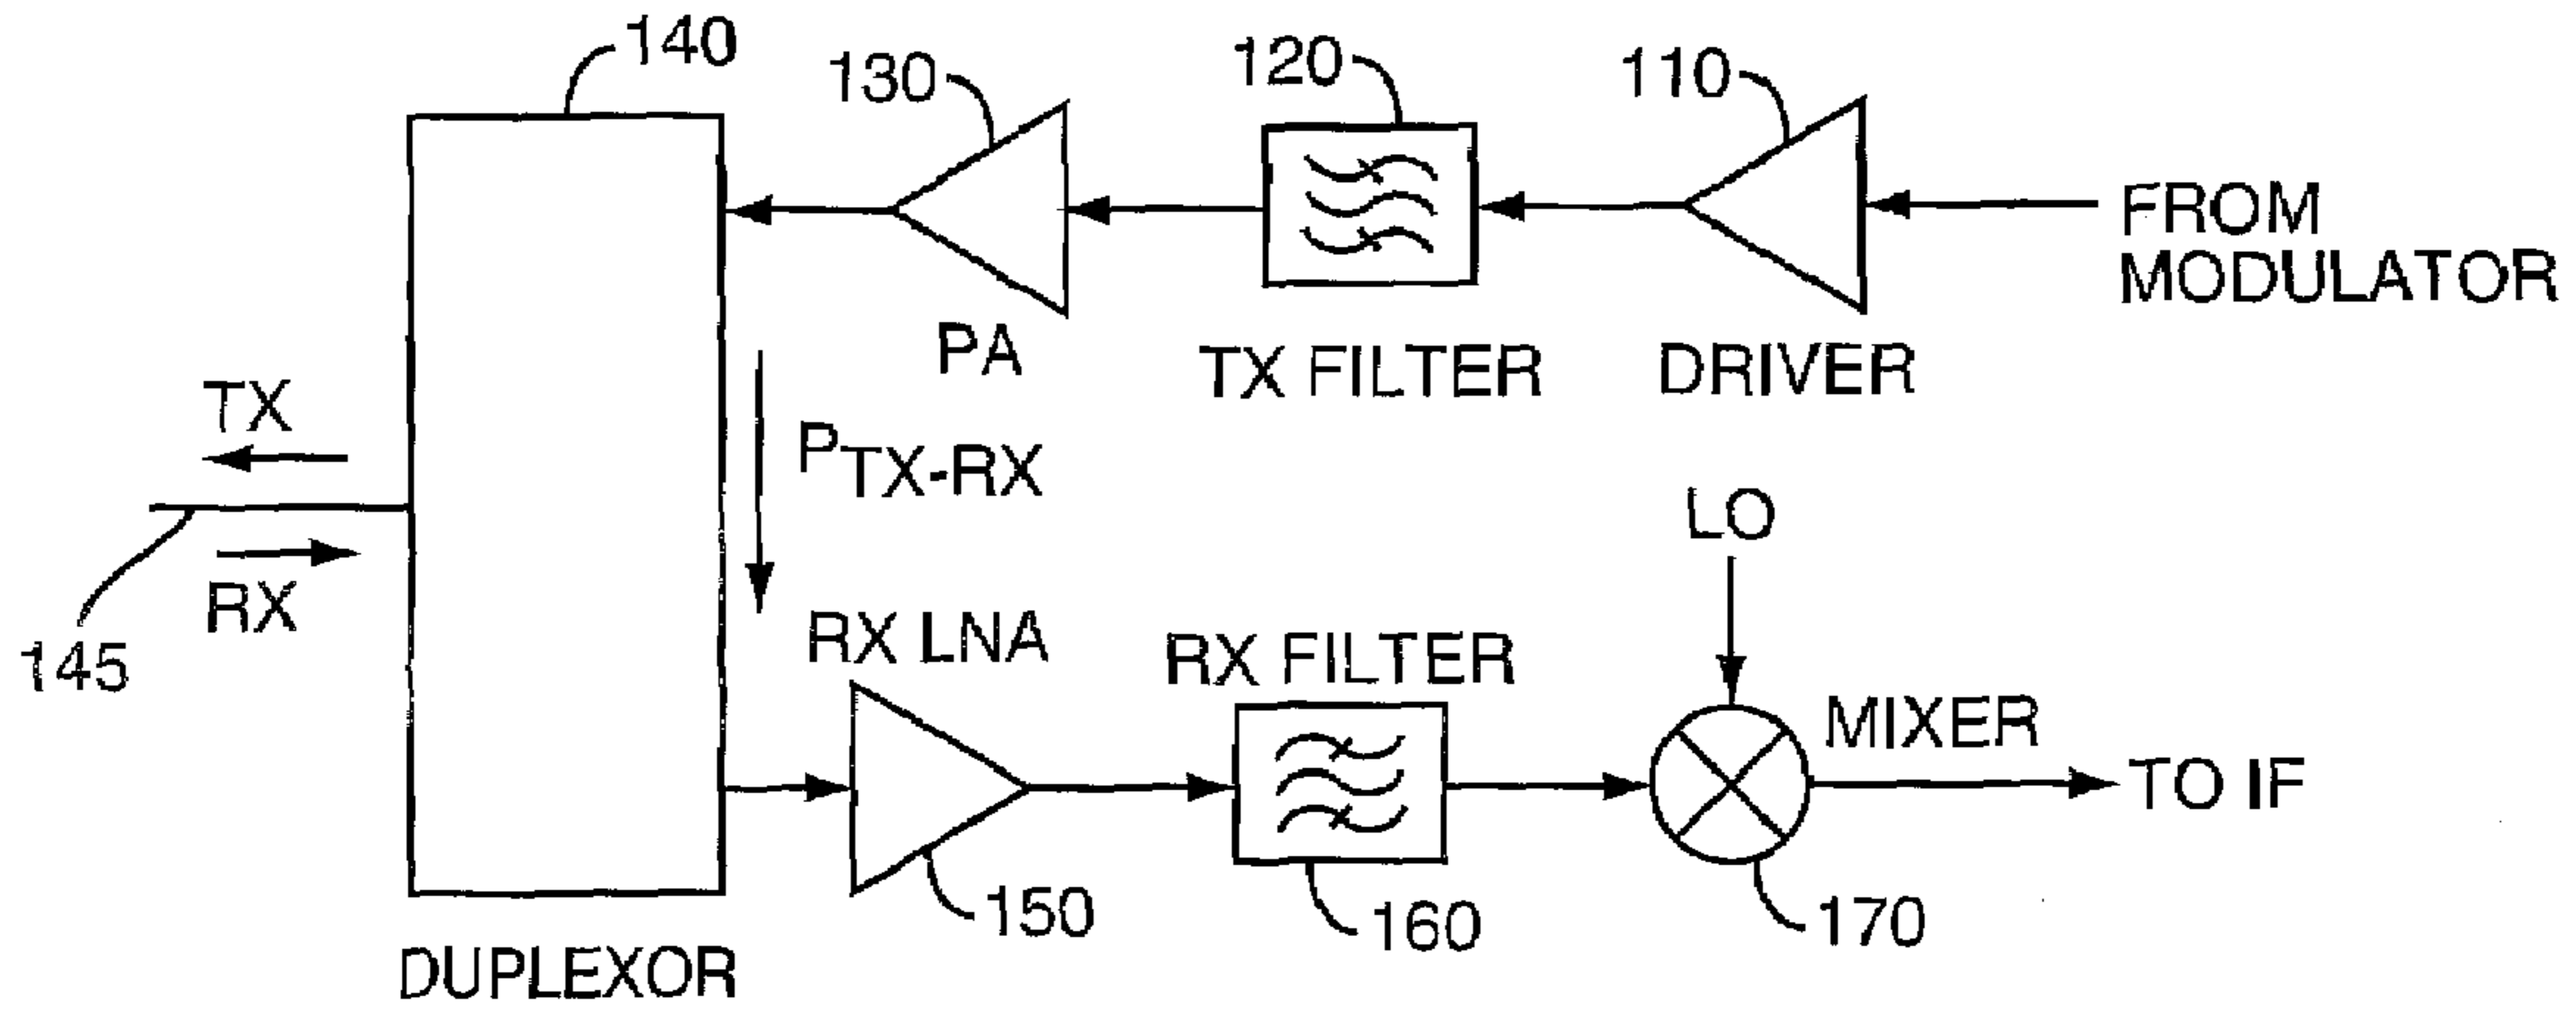 140
130
120
110
FROM
MODULATOR
PA
TX FILTER
DRIVER
TX
PTX-RX
LO
RX
RX LNA
RX FILTER
145
MIXER
TO IF
150
160
170
DUPLEXOR